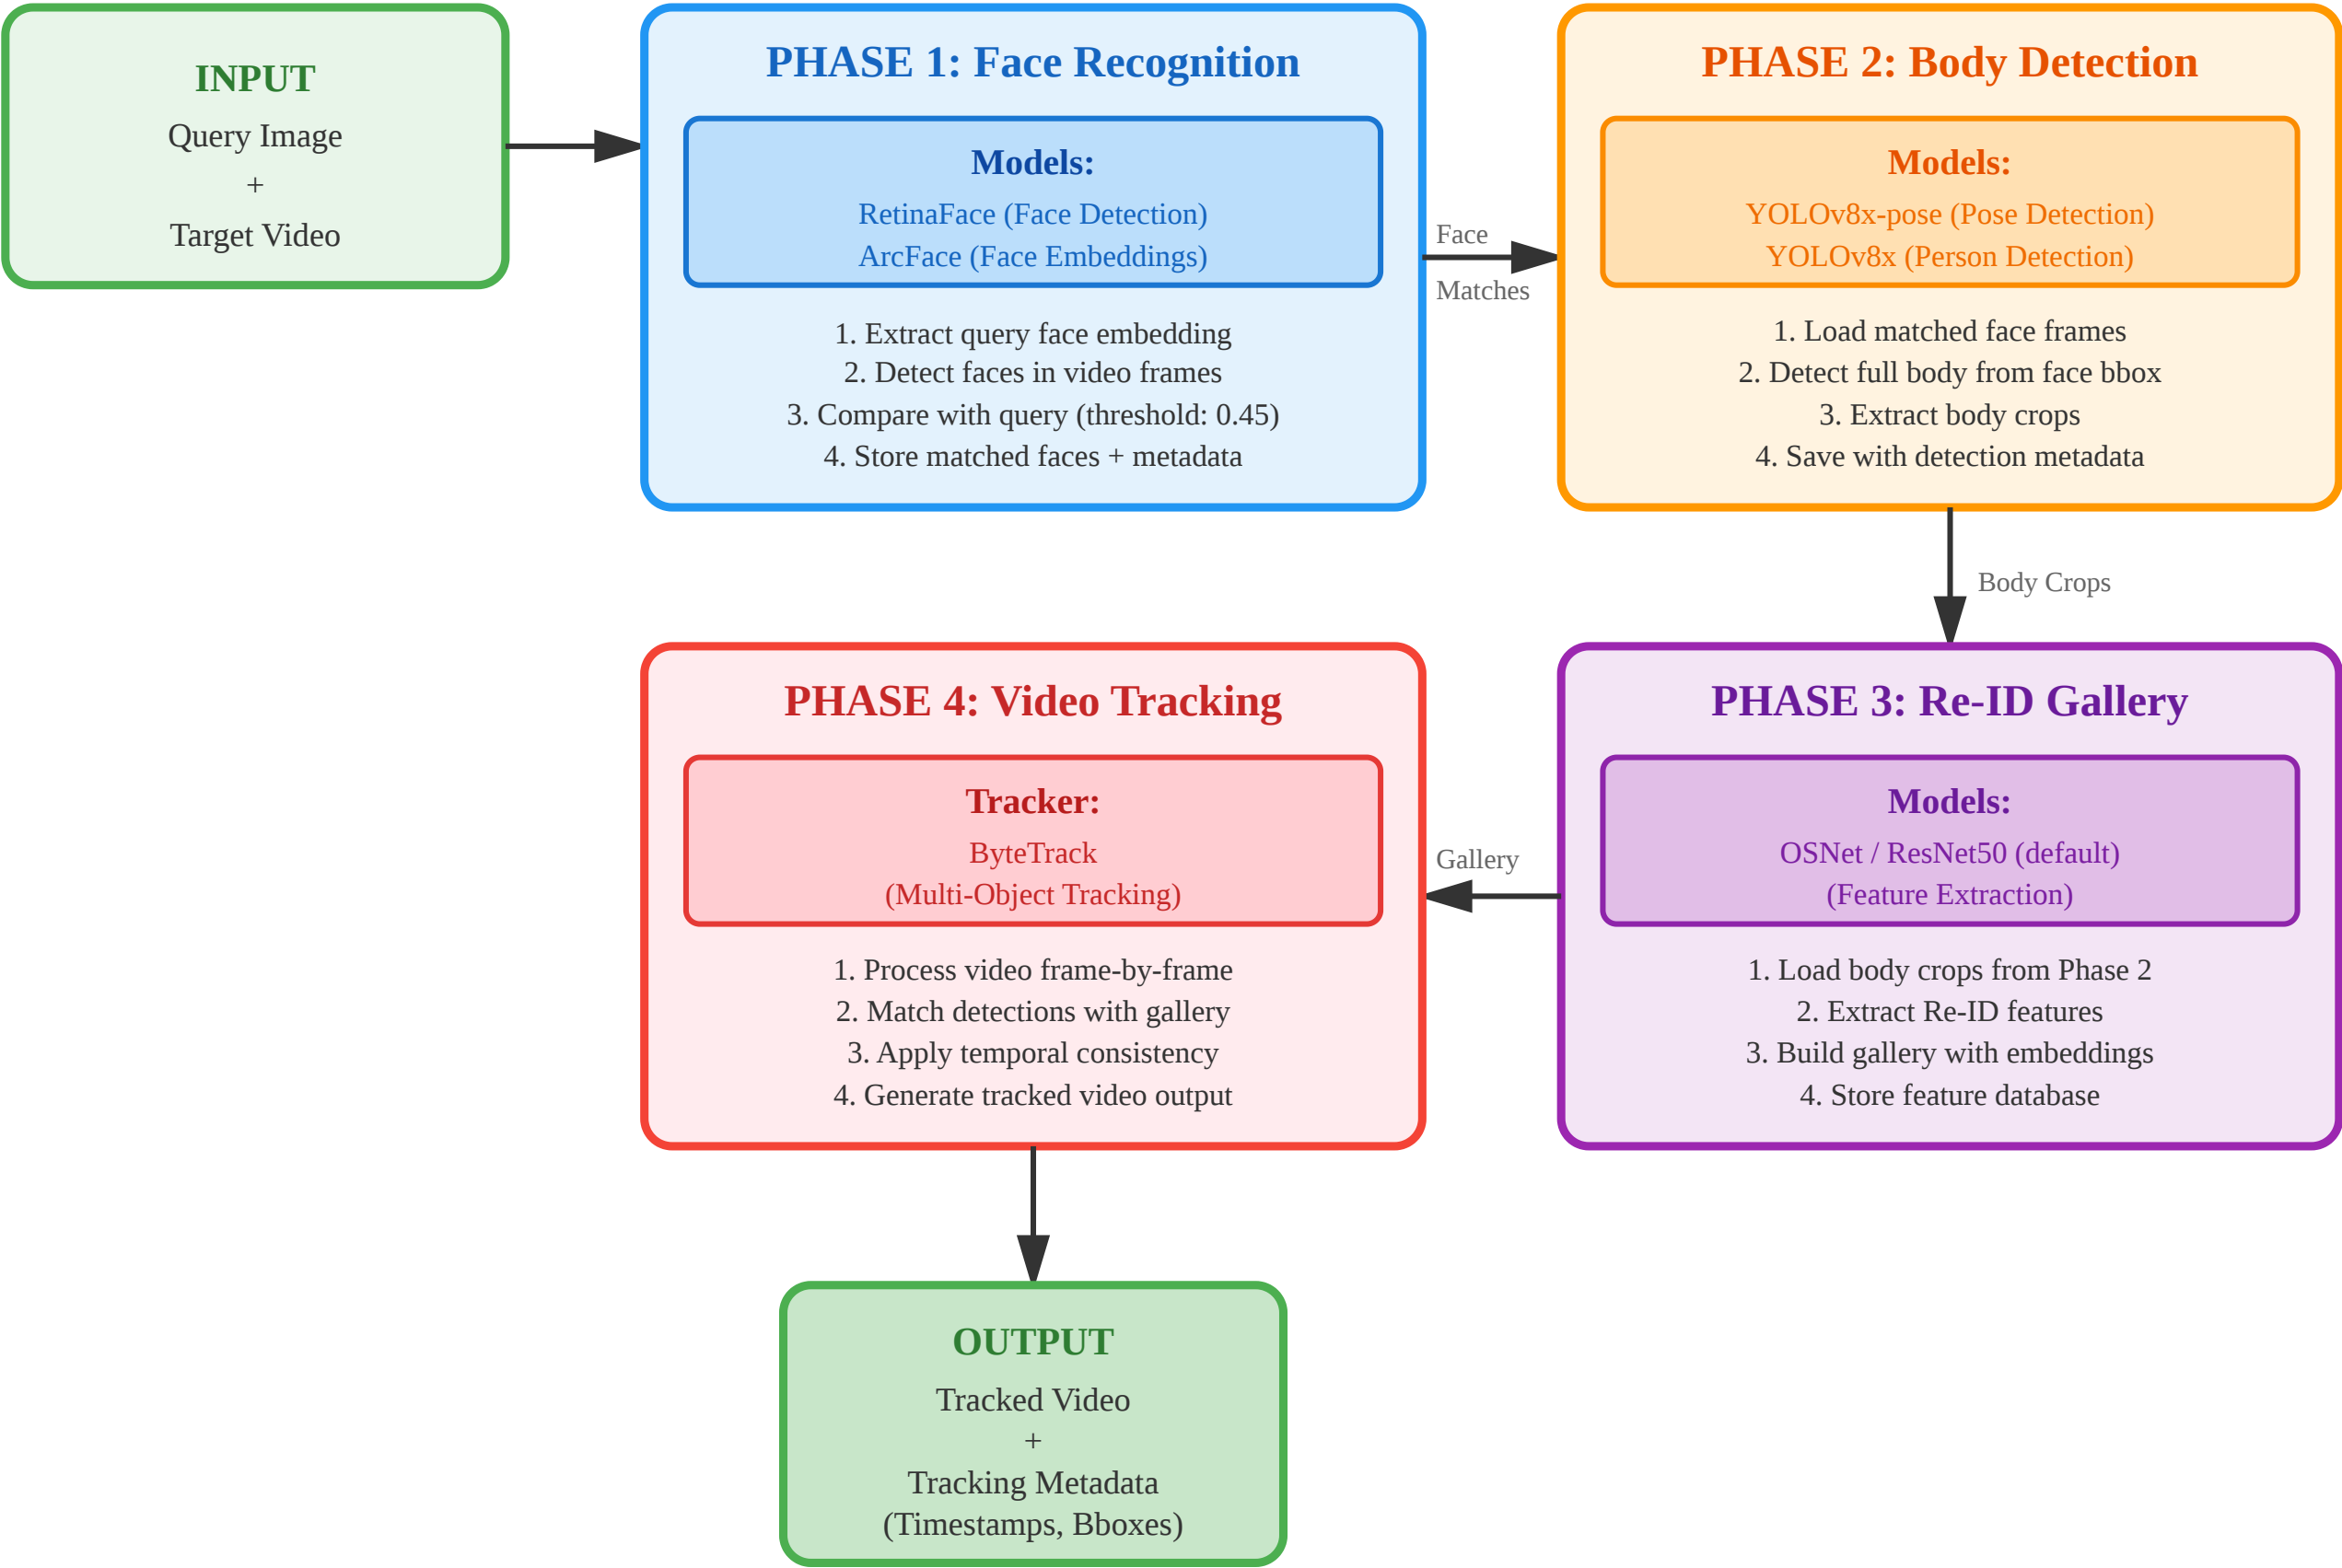 INPUT
Query Image
+
Target Video
PHASE 1: Face Recognition
Models:
RetinaFace (Face Detection)
ArcFace (Face Embeddings)
1. Extract query face embedding
2. Detect faces in video frames
3. Compare with query (threshold: 0.45)
4. Store matched faces + metadata
Face
Matches
PHASE 2: Body Detection
Models:
YOLOv8x-pose (Pose Detection)
YOLOv8x (Person Detection)
1. Load matched face frames
2. Detect full body from face bbox
3. Extract body crops
4. Save with detection metadata
Body Crops
PHASE 3: Re-ID Gallery
Models:
OSNet / ResNet50 (default)
(Feature Extraction)
1. Load body crops from Phase 2
2. Extract Re-ID features
3. Build gallery with embeddings
4. Store feature database
Gallery
PHASE 4: Video Tracking
Tracker:
ByteTrack
(Multi-Object Tracking)
1. Process video frame-by-frame
2. Match detections with gallery
3. Apply temporal consistency
4. Generate tracked video output
OUTPUT
Tracked Video
+
Tracking Metadata
(Timestamps, Bboxes)